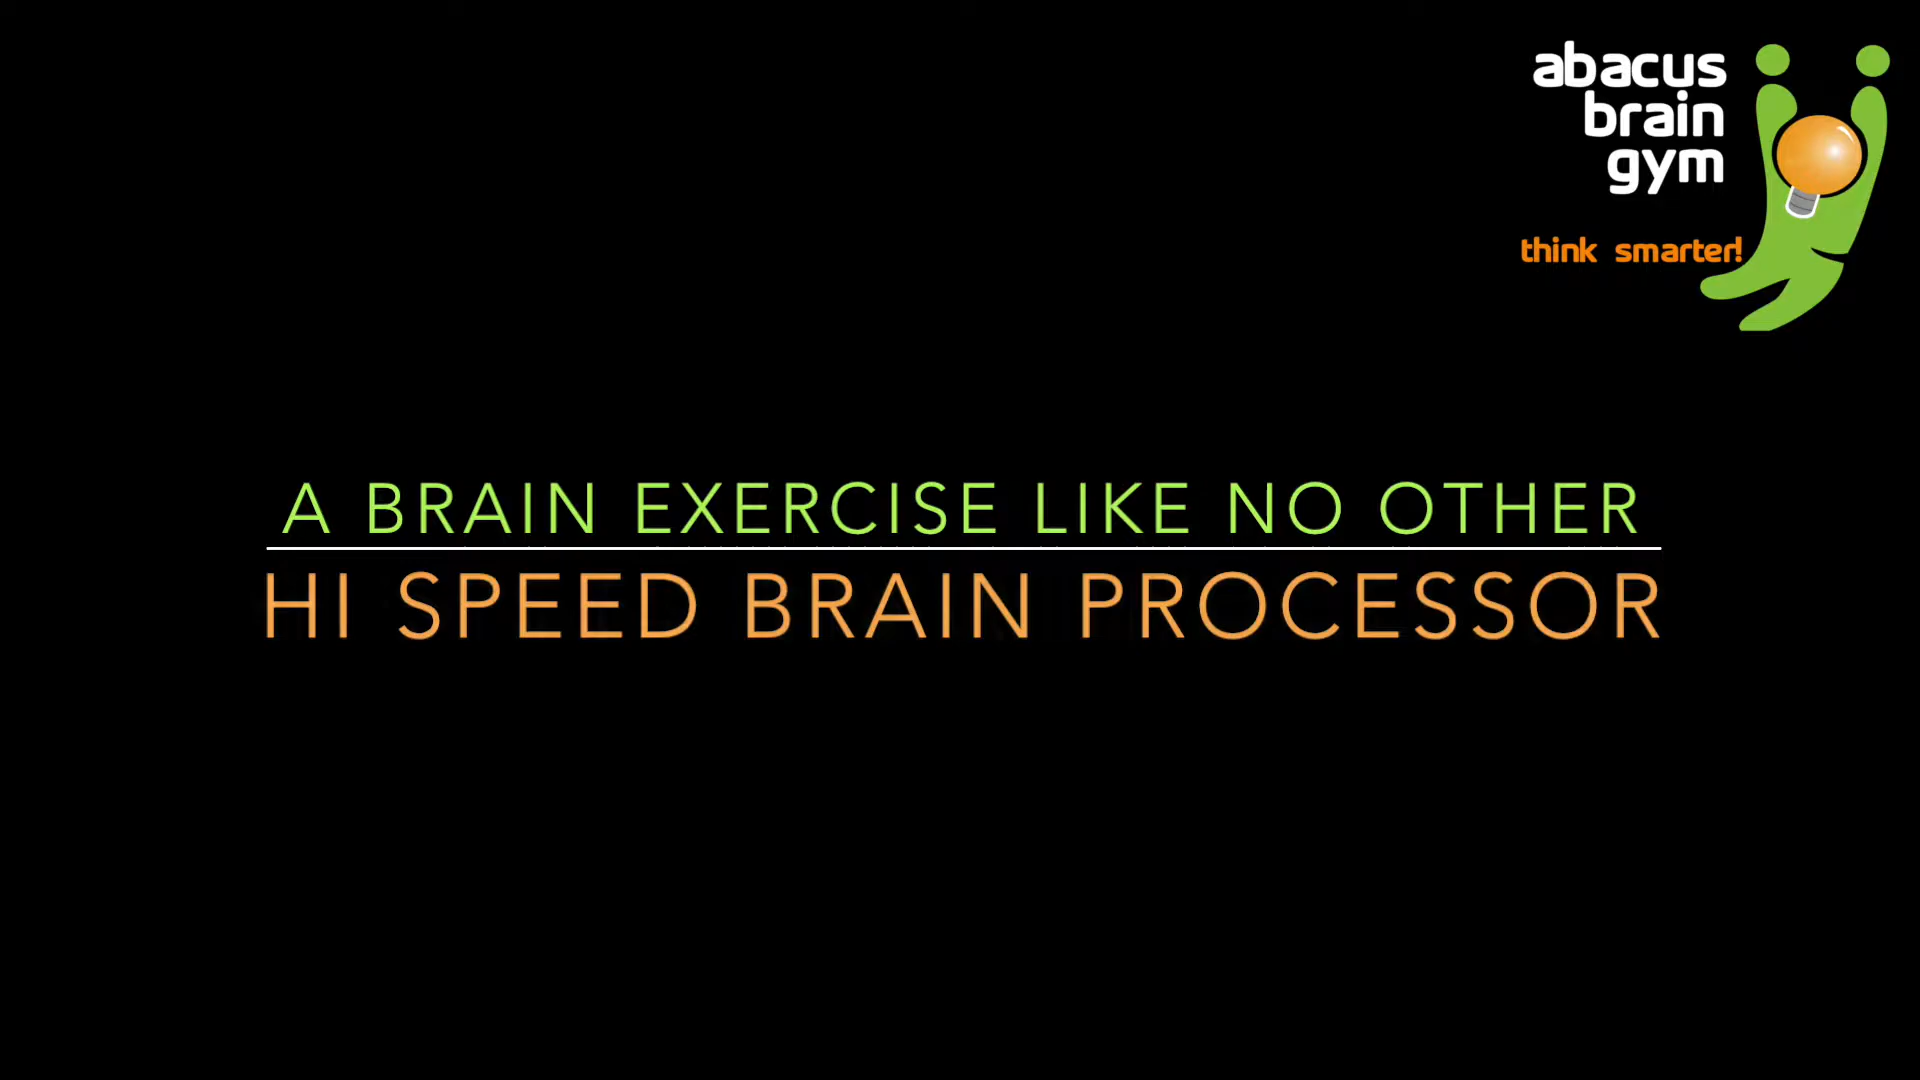 abacus
brain
gym
think smarter!
A BRAIN EXERCISE LIKE NO OTHER
HI SPEED BRAIN PROCESSOR